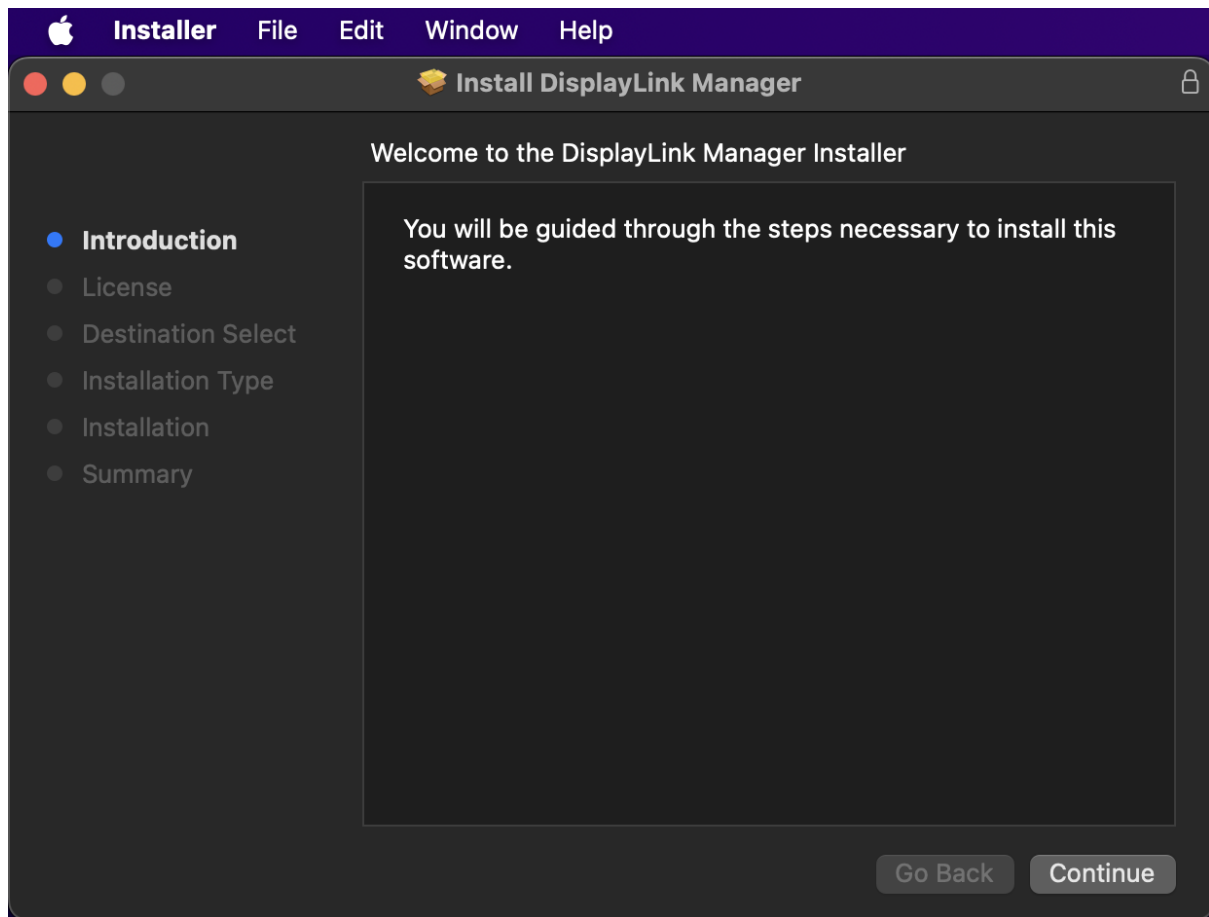 Installer File Edit Window Help
Install DisplayLink Manager
Welcome to the DisplayLink Manager Installer
Introduction
License
Destination Select
Installation Type
Installation
Summary
You will be guided through the steps necessary to install this
software.
Go Back Continue